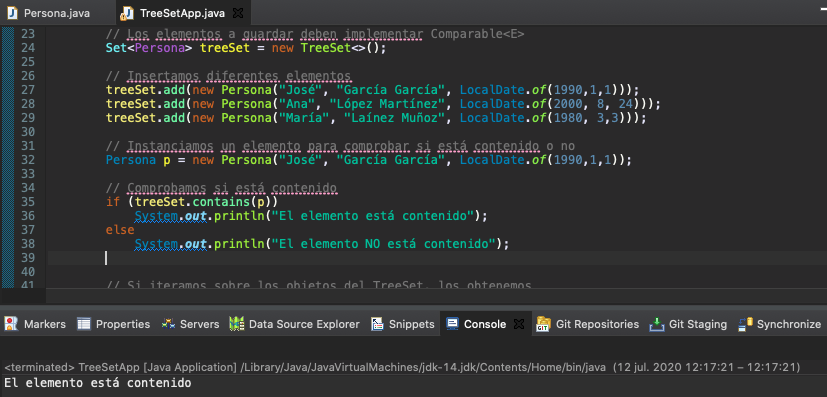 Persona.java
TreeSetApp.java
23 // Los elementos a guardar deben implementar Comparable<E>
24 Set<Persona> treeSet = new TreeSet<>();
25
26 // Insertamos diferentes elementos
27 treeSet.add(new Persona("José", "García García", LocalDate.of(1990,1,1)));
28 treeSet.add(new Persona("Ana", "López Martínez", LocalDate.of(2000, 8, 24)));
29 treeSet.add(new Persona("María", "Laínez Muñoz", LocalDate.of(1980, 3,3)));
30
31 // Instanciamos un elemento para comprobar si está contenido o no
32 Persona p = new Persona("José", "García García", LocalDate.of(1990,1,1));
33
34 // Comprobamos si está contenido
35 if (treeSet.contains(p))
36 System.out.println("El elemento está contenido");
37 else
38 System.out.println("El elemento NO está contenido");
39
40
41 // Si iteramos sobre los objetos del TreeSet, los obtenemos
Markers Properties Servers Data Source Explorer Snippets Console Git Repositories Git Staging Synchronize
<terminated> TreeSetApp [Java Application] /Library/Java/JavaVirtualMachines/jdk-14.jdk/Contents/Home/bin/java (12 jul. 2020 12:17:21 – 12:17:21)
El elemento está contenido